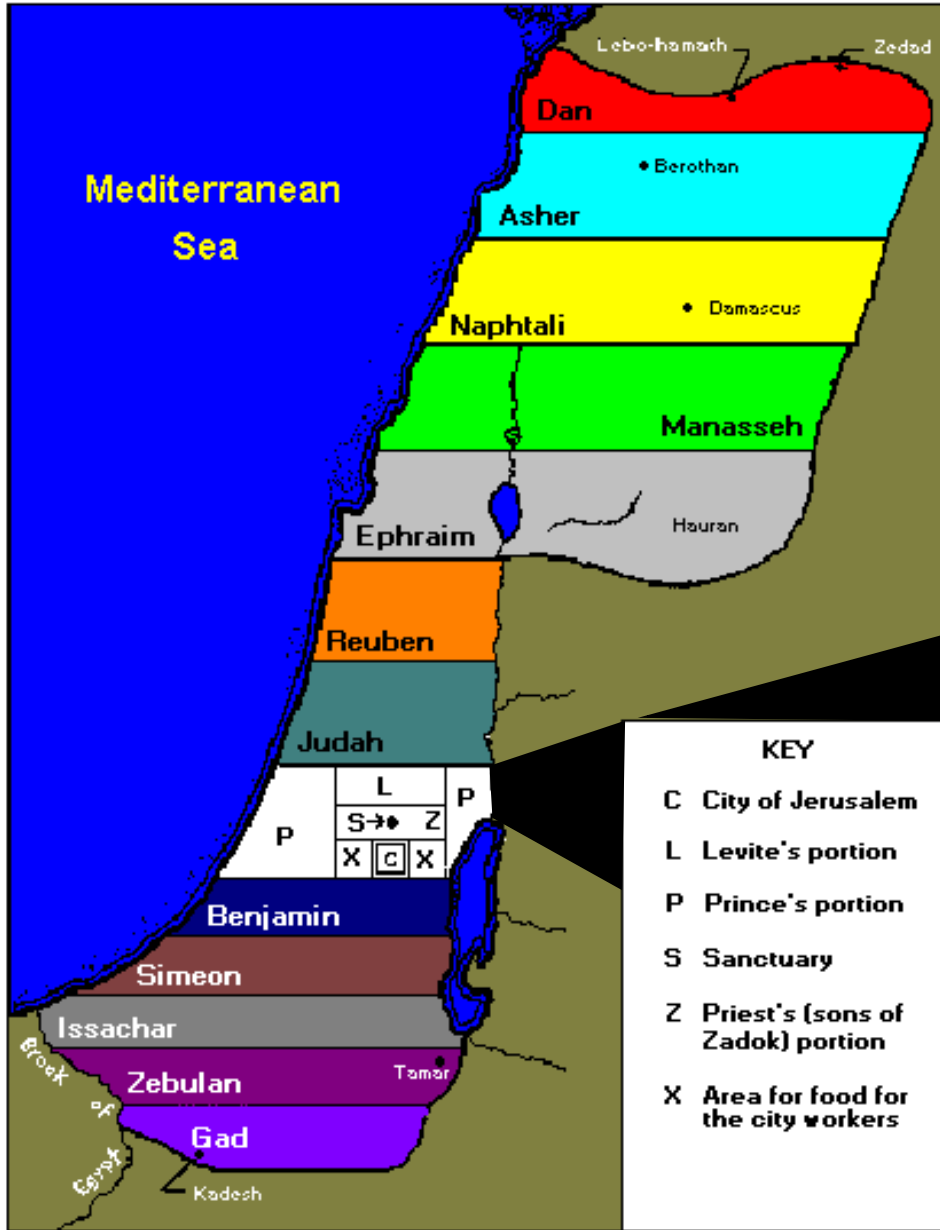 Lebo-hamath
Zedad
Dan
Mediterranean
Sea
Berothan
Asher
Damascus
Naphtali
Manasseh
Ephraim
Hauran
Reuben
Judah
L
P
S
Z
P
X
C
X
Benjamin
Simeon
Issachar
Brook
of
Egypt
Zebulan
Tamar
Gad
Kadesh
KEY
C City of Jerusalem
L Levite's portion
P Prince's portion
S Sanctuary
Z Priest's (sons of
Zadok) portion
X Area for food for
the city workers